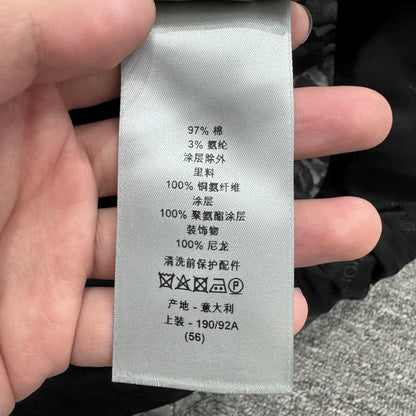 97% 棉
3% 氨纶
涂层除外
里料
100% 铜氨纤维
涂层
100% 聚氨酯涂层
装饰物
100% 尼龙
清洗前保护配件
产地 - 意大利
上装 - 190/92A
(56)